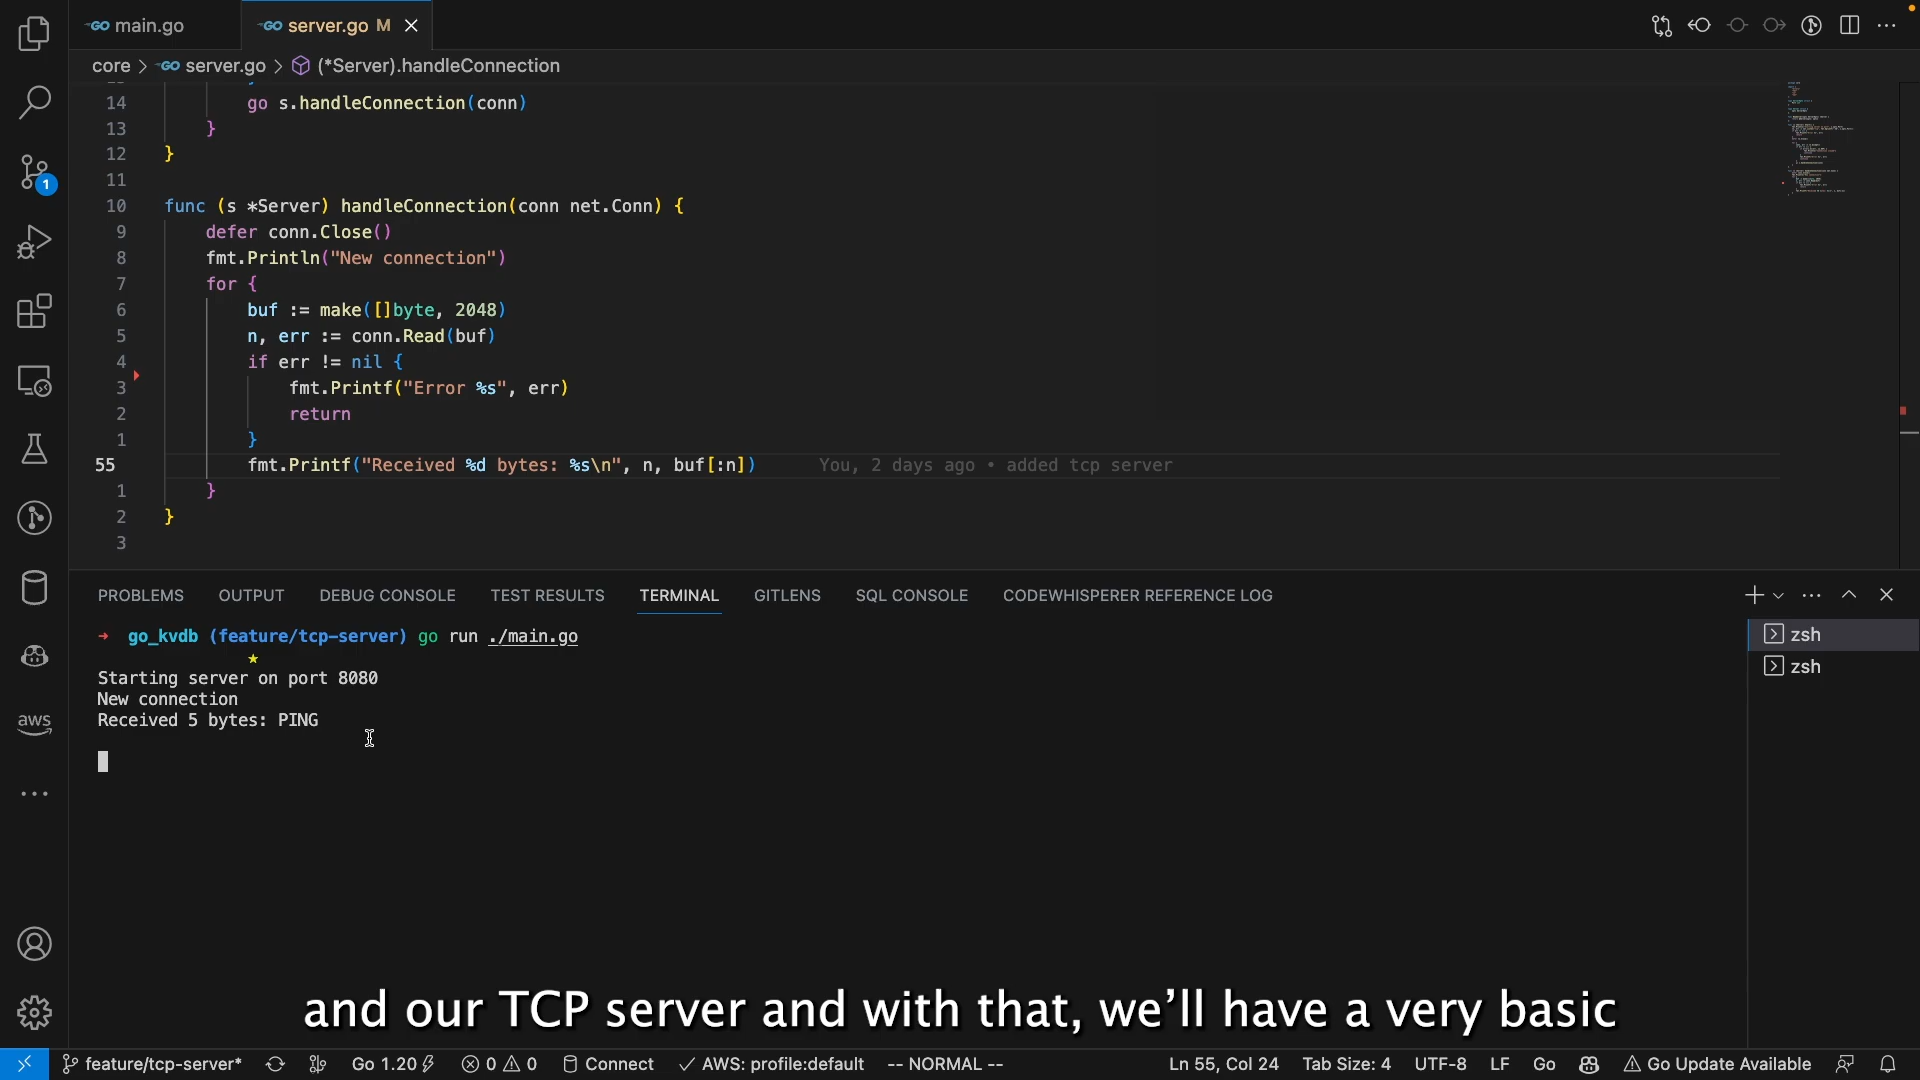 main.go
server.go M
core > server.go > (*Server).handleConnection
14 go s.handleConnection(conn)
13 }
12 }
11
10 func (s *Server) handleConnection(conn net.Conn) {
9 defer conn.Close()
8 fmt.Println("New connection")
7 for {
6 buf := make([]byte, 2048)
5 n, err := conn.Read(buf)
4 if err != nil {
3 fmt.Printf("Error %s", err)
2 return
1 }
55 fmt.Printf("Received %d bytes: %s\n", n, buf[:n]) You, 2 days ago • added tcp server
1 }
2 }
3
1
PROBLEMS OUTPUT DEBUG CONSOLE TEST RESULTS TERMINAL GITLENS SQL CONSOLE CODEWHISPERER REFERENCE LOG
→ go_kvdb (feature/tcp-server) go run ./main.go
Starting server on port 8080
New connection
Received 5 bytes: PING
zsh
zsh
aws
and our TCP server and with that, we'll have a very basic
feature/tcp-server* Go 1.20 0 0 Connect AWS: profile:default -- NORMAL -- Ln 55, Col 24 Tab Size: 4 UTF-8 LF Go Go Update Available